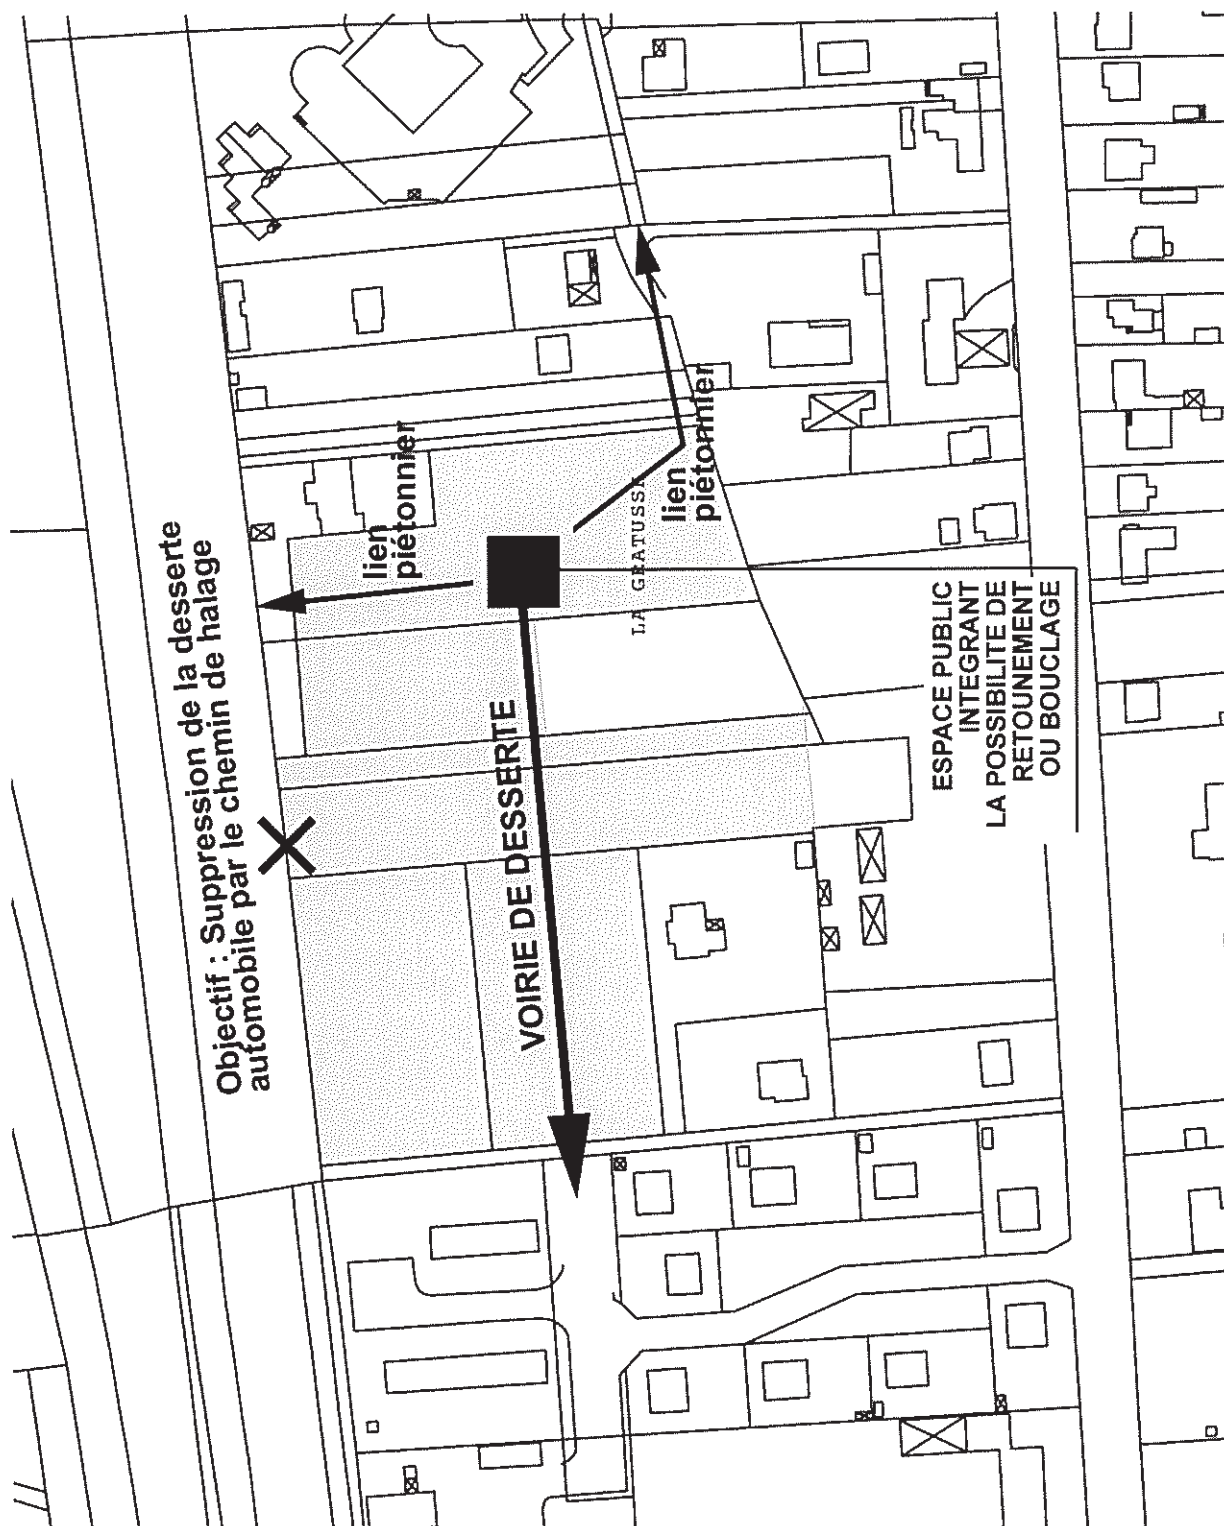 Objectif : Suppression de la desserte
automobile par le chemin de halage
lien
piétonnier
VOIRIE DE DESSERTE
LA GRATUSSE
lien
piétonnier
ESPACE PUBLIC
INTEGRANT
LA POSSIBILITE DE
RETOUNEMENT
OU BOUCLAGE